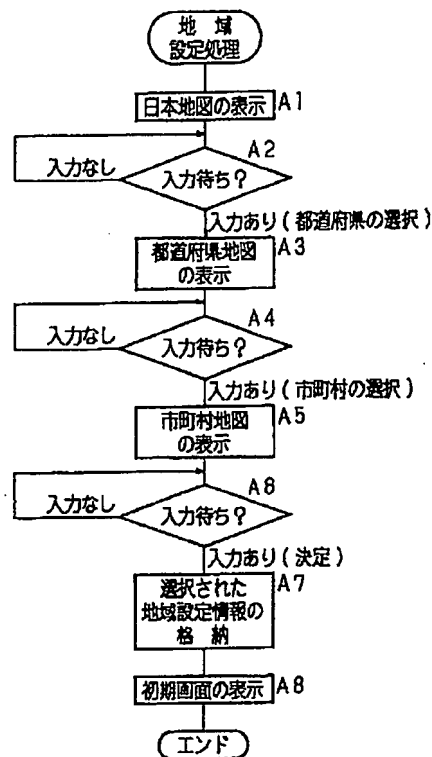 地 域
設定処理
日本地図の表示 A1
A2
入力なし
入力待ち?
入力あり(都道府県の選択)
都道府県地図
の表示
A3
A4
入力なし
入力待ち?
入力あり(市町村の選択)
市町村地図
の表示
A5
A8
入力なし
入力待ち?
入力あり(決定)
選択された
地域設定情報の
格 納
A7
初期画面の表示 A8
エンド